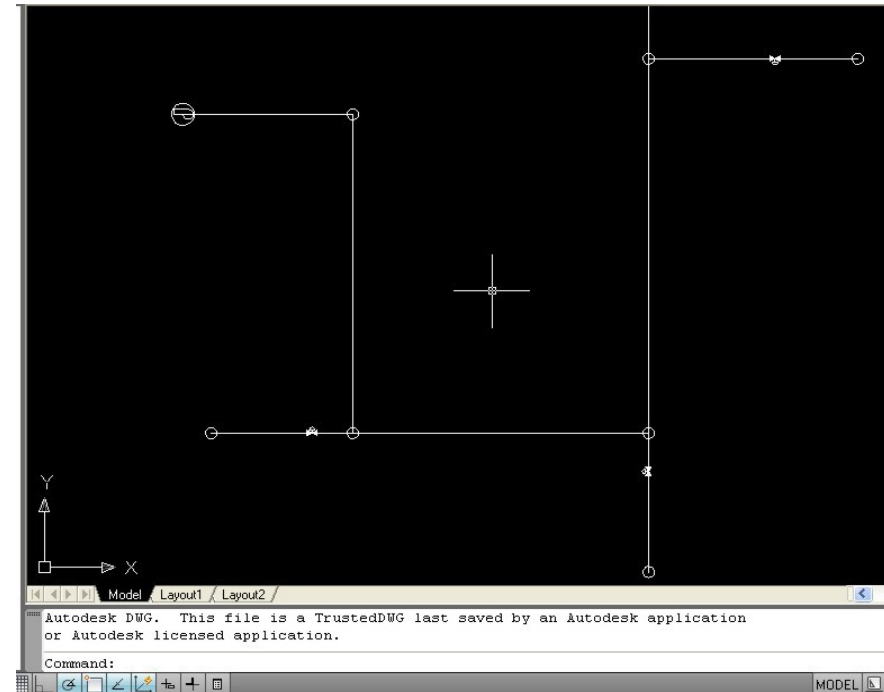 Y
X
Model Layout1 Layout2
Autodesk DWG.  This file is a TrustedDWG last saved by an Autodesk application
or Autodesk licensed application.
Command:
MODEL